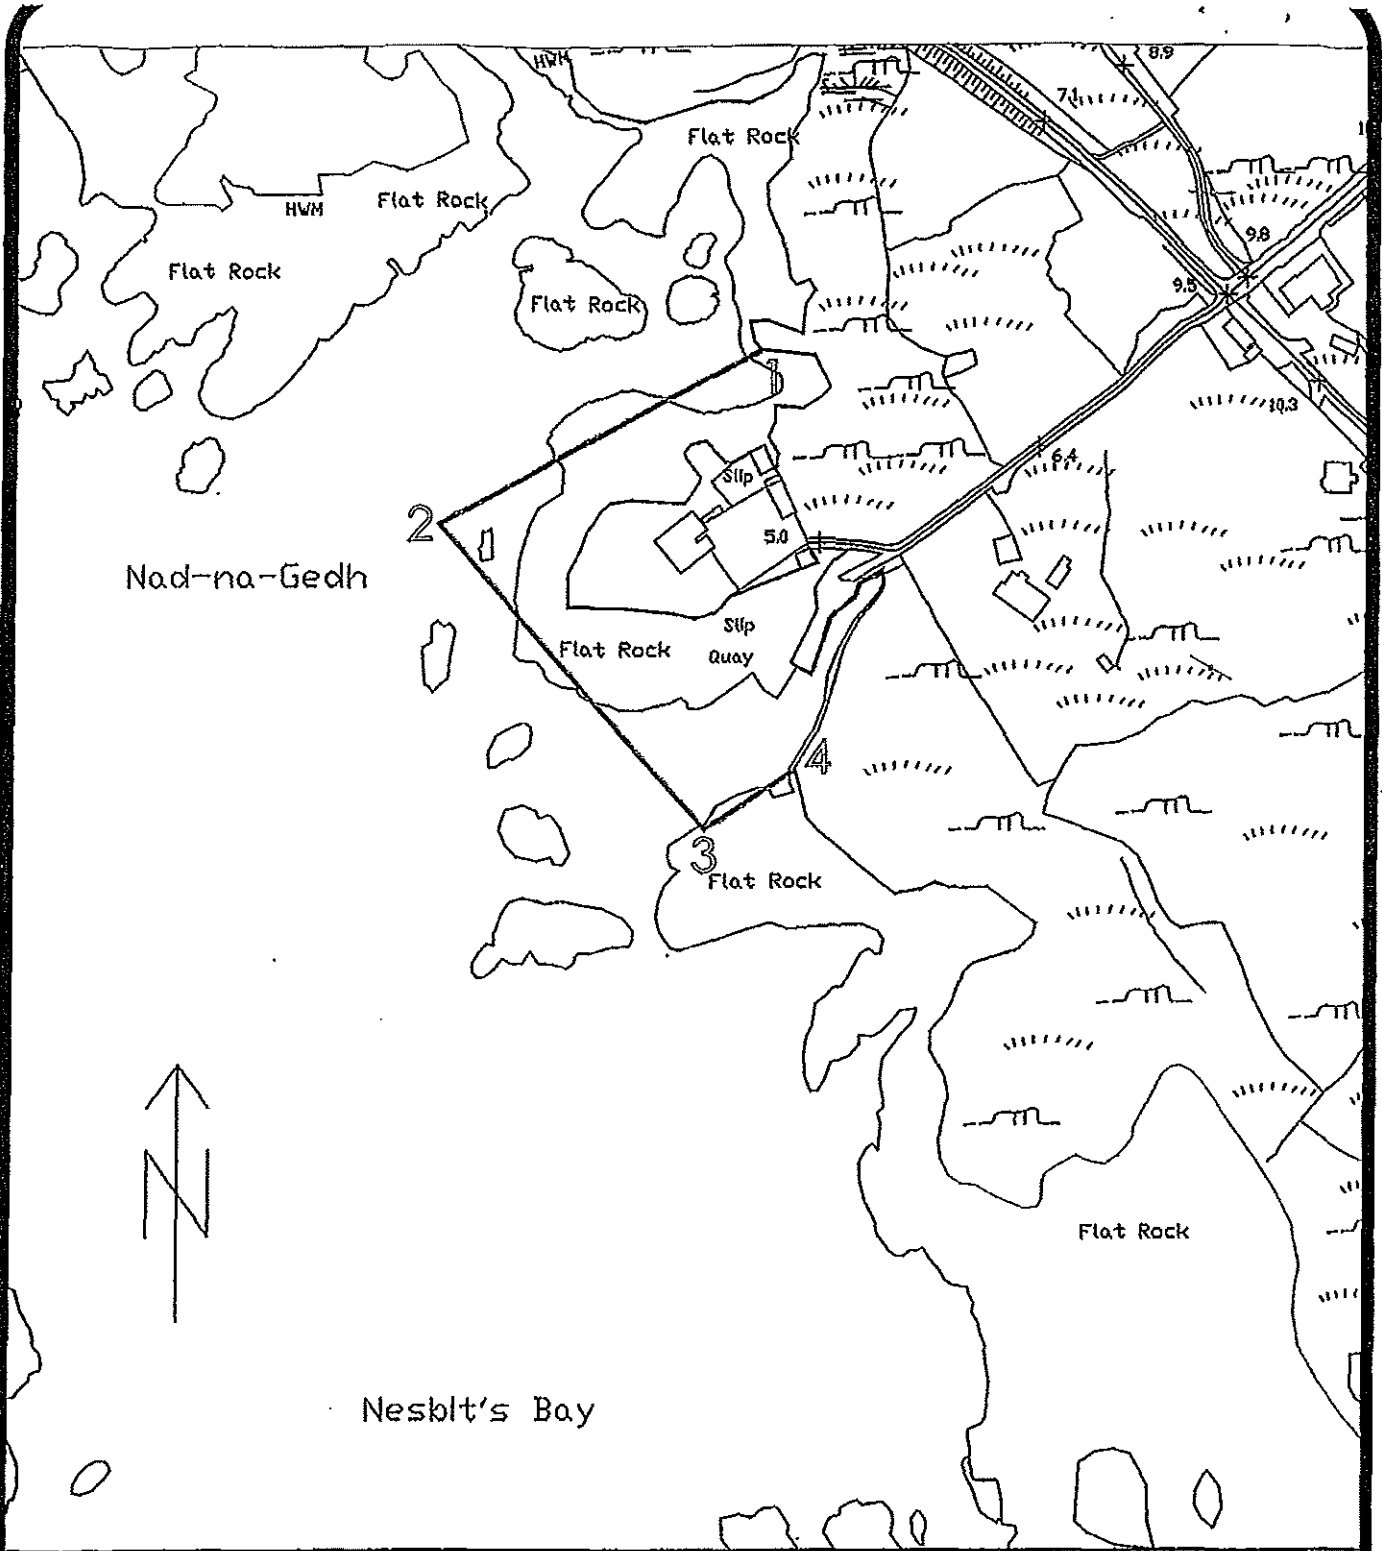 HWM
8.9
7.1
Flat Rock
HWM
Flat Rock
9.8
Flat Rock
9.5
Flat Rock
1
10.3
6.4
Slip
2
5.0
Nad-na-Gedh
Slip
Flat Rock
Quay
4
3
Flat Rock
Flat Rock
Nesbit's Bay
N